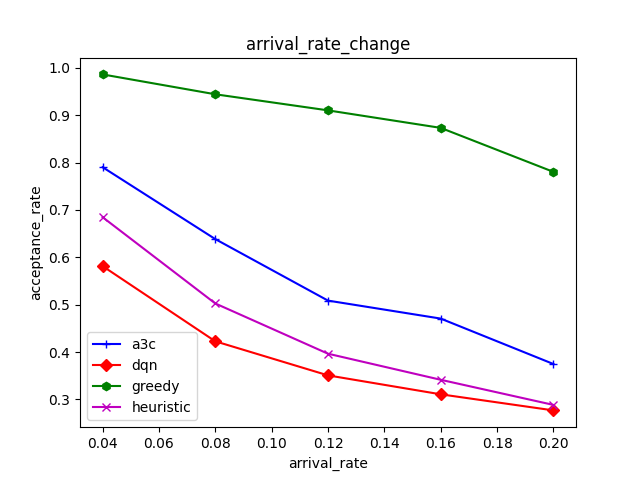 arrival_rate_change
acceptance_rate
1.0
0.9
0.8
0.7
0.6
0.5
0.4
0.3
a3c
dqn
greedy
heuristic
0.04 0.06 0.08 0.10 0.12 0.14 0.16 0.18 0.20
arrival_rate